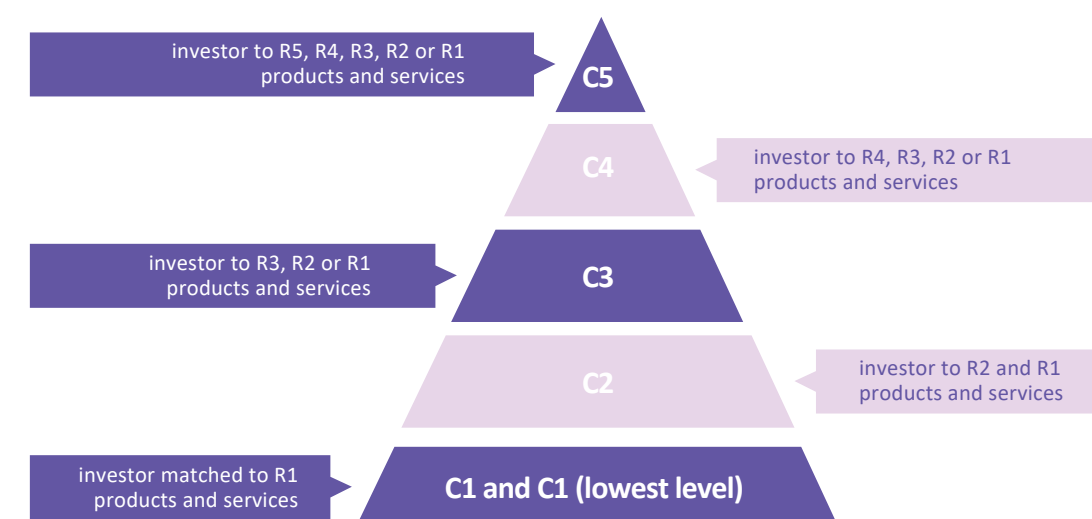 investor to R5, R4, R3, R2 or R1
products and services
C5
C4
investor to R4, R3, R2 or R1
products and services
investor to R3, R2 or R1
products and services
C3
C2
investor to R2 and R1
products and services
investor matched to R1
products and services
C1 and C1 (lowest level)